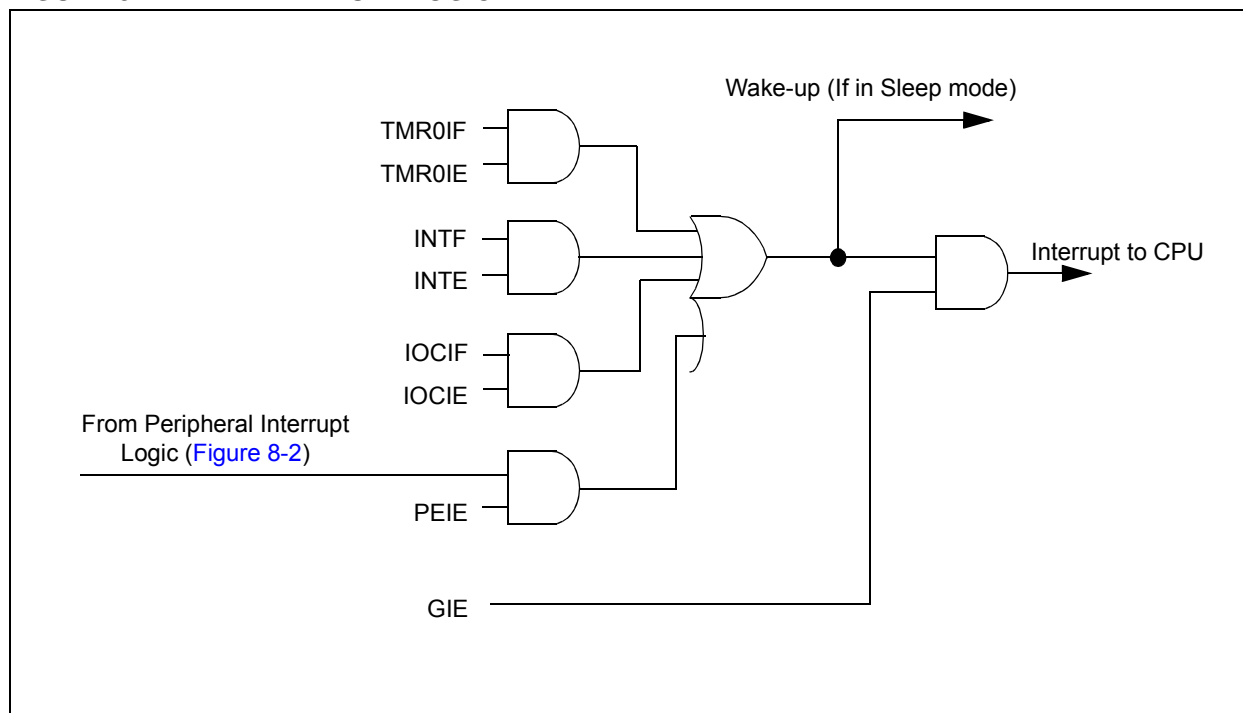 Wake-up (If in Sleep mode)
TMR0IF
TMR0IE
INTF
INTE
Interrupt to CPU
IOCIF
IOCIE
From Peripheral Interrupt
Logic (Figure 8-2)
PEIE
GIE